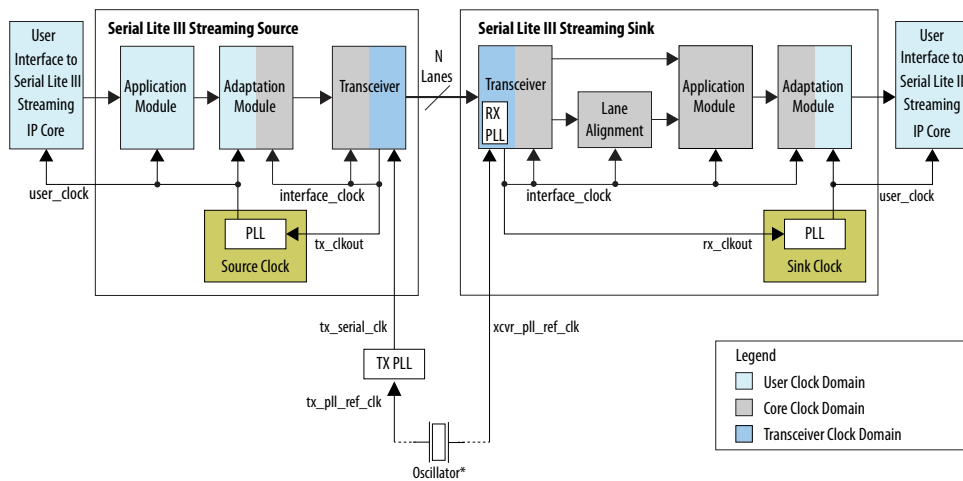 Serial Lite III Streaming Source
Serial Lite III Streaming Sink
User
Interface to
Serial Lite III
Streaming
IP Core
Application
Module
Adaptation
Module
Transceiver
N
Lanes
Transceiver
RX
PLL
Lane
Alignment
Application
Module
Adaptation
Module
User
Interface to
Serial Lite III
Streaming
IP Core
user_clock
interface_clock
interface_clock
user_clock
PLL
Source Clock
tx_clkout
rx_clkout
PLL
Sink Clock
tx_serial_clk
xcvr_pll_ref_clk
TX PLL
tx_pll_ref_clk
Oscillator*
Legend
User Clock Domain
Core Clock Domain
Transceiver Clock Domain